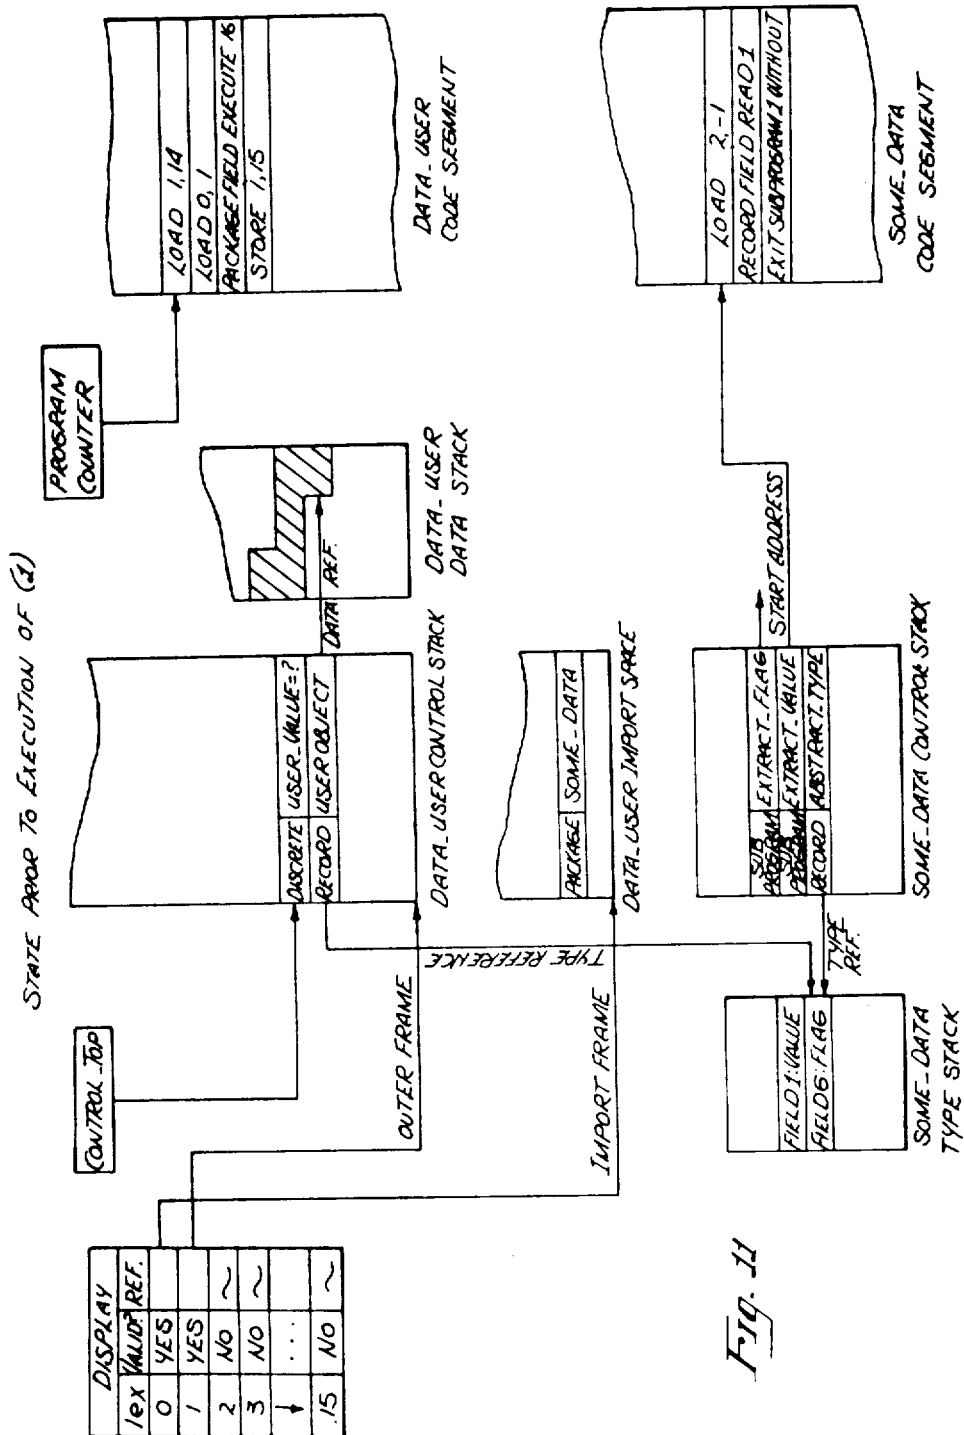 STATE PRIOR TO EXECUTION OF (1)
DISPLAY
lex VALID? REF.
0 YES
1 YES
2 NO ~
3 NO ~
↓ ....
15 NO ~
CONTROL_TOP
OUTER FRAME
IMPORT FRAME
TYPE REFERENCE
DISCRETE USER_VALUE=?
RECORD USER OBJECT
DATA_USER CONTROL STACK
DATA REF.
DATA_USER
DATA STACK
PROGRAM
COUNTER
LOAD 1,14
LOAD 0,1
PACKAGE FIELD EXECUTE 16
STORE 1,15
DATA_USER
CODE SEGMENT
PACKAGE SOME_DATA
DATA_USER IMPORT SPACE
FIELD 1:VALUE
FIELD 6:FLAG
SOME_DATA
TYPE STACK
TYPE
REF.
SUB
PROGRAM EXTRACT_FLAG
SUB
PROGRAM EXTRACT_VALUE
RECORD ABSTRACT_TYPE
SOME_DATA CONTROL STACK
START ADDRESS
LOAD 2,-1
RECORD FIELD READ 1
EXIT SUBPROGRAM 1 WITHOUT
SOME_DATA
CODE SEGMENT
FIG. 11